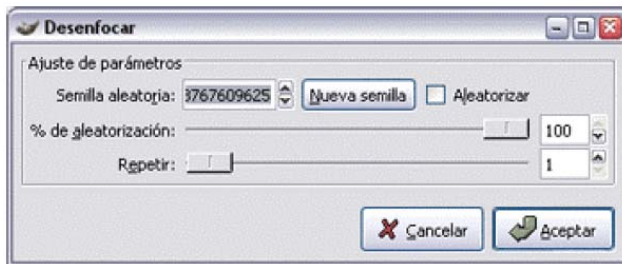 Desenfocar
Ajuste de parámetros
Semilla aleatoria: 3767609625 Nueva semilla Aleatorizar
% de aleatorización: 100
Repetir: 1
Cancelar Aceptar